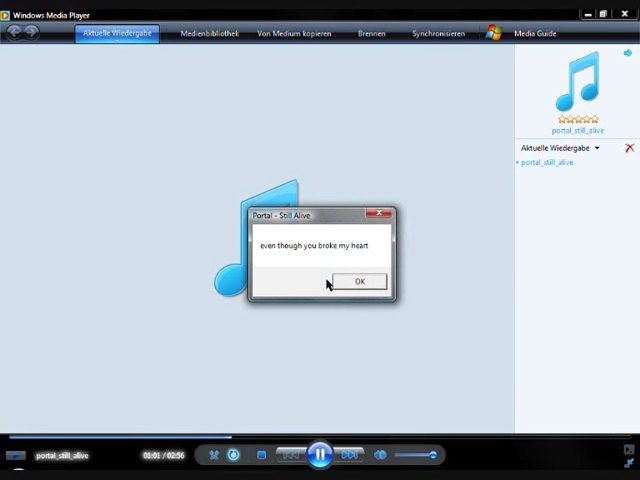 Windows Media Player
Aktuelle Wiedergabe
Medienbibliothek
Von Medium kopieren
Brennen
Synchronisieren
Media Guide
portal_still_alive
Aktuelle Wiedergabe
portal_still_alive
Portal - Still Alive
even though you broke my heart
OK
portal_still_alive
01:01 / 02:56